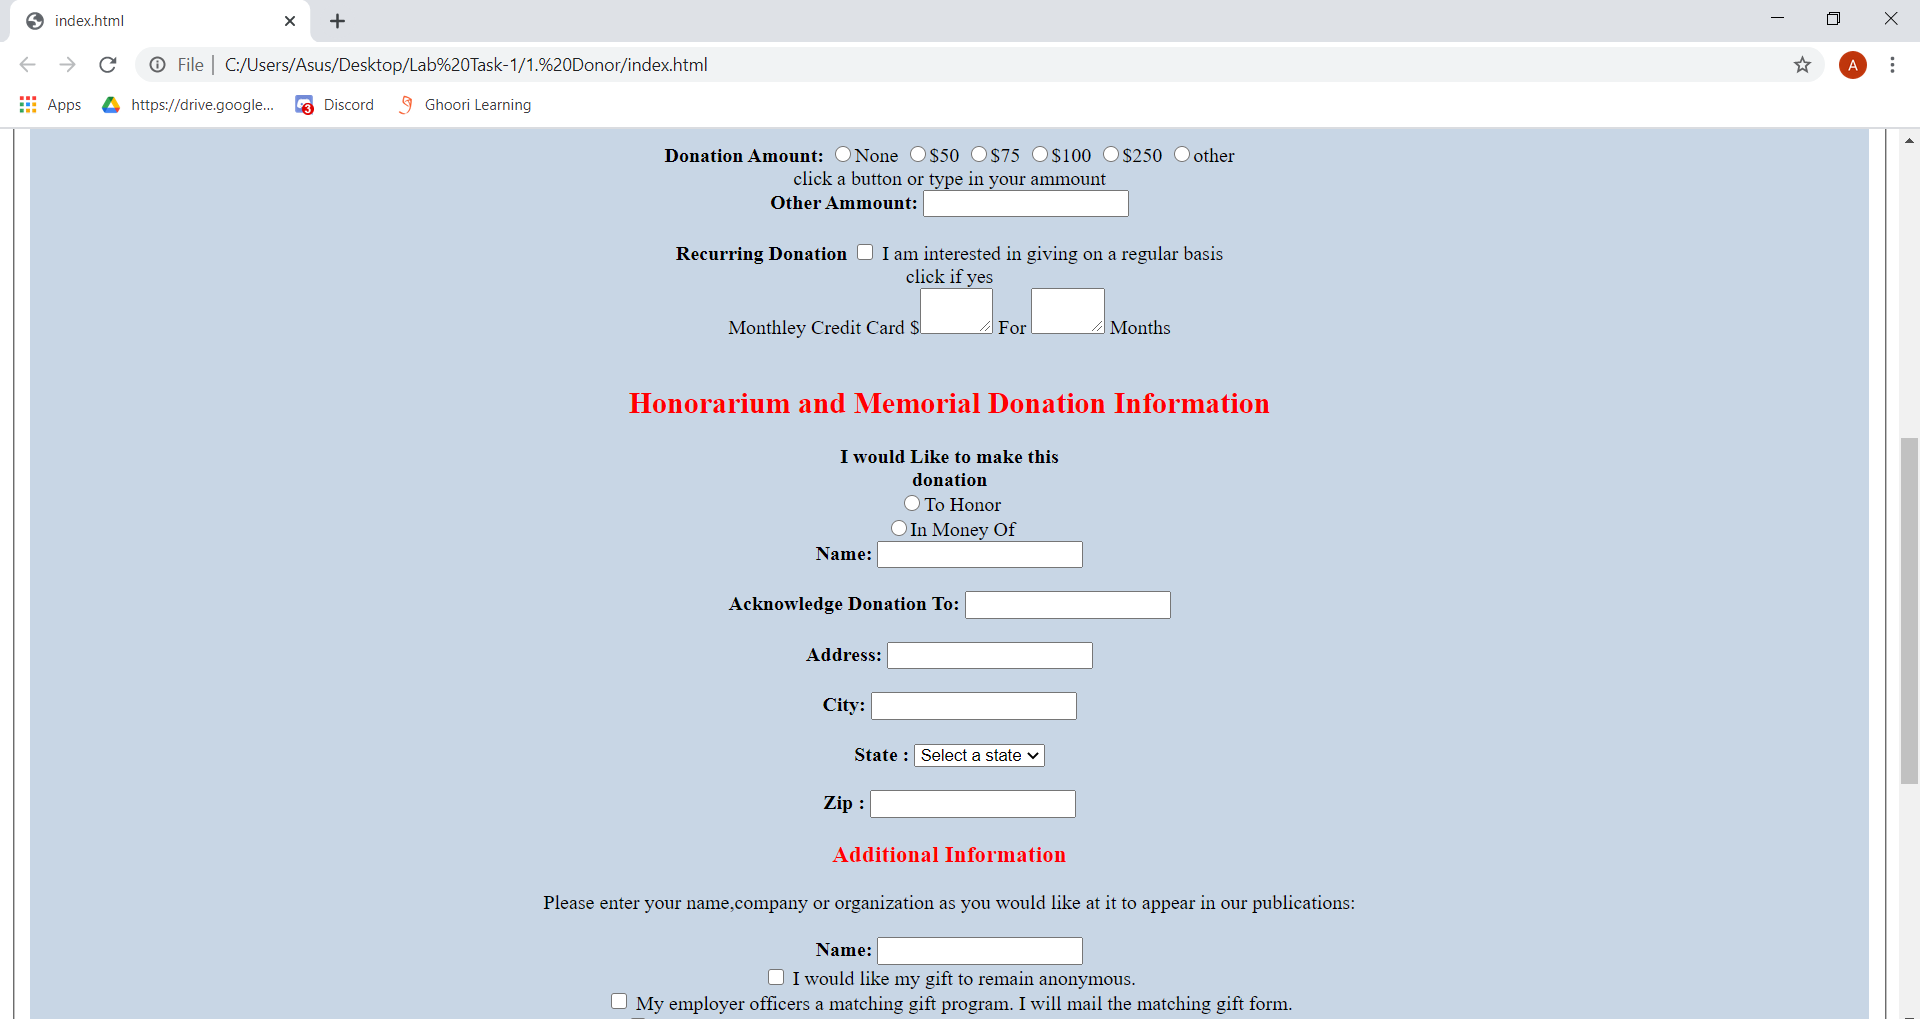 index.html
File | C:/Users/Asus/Desktop/Lab%20Task-1/1.%20Donor/index.html
A
Apps https://drive.google... 3 Discord Ghoori Learning
Donation Amount: None $50 $75 $100 $250 other
click a button or type in your ammount
Other Ammount:
Recurring Donation I am interested in giving on a regular basis
click if yes
Monthley Credit Card $ For Months
Honorarium and Memorial Donation Information
I would Like to make this
donation
To Honor
In Money Of
Name:
Acknowledge Donation To:
Address:
City:
State : Select a state
Zip :
Additional Information
Please enter your name,company or organization as you would like at it to appear in our publications:
Name:
I would like my gift to remain anonymous.
My employer officers a matching gift program. I will mail the matching gift form.